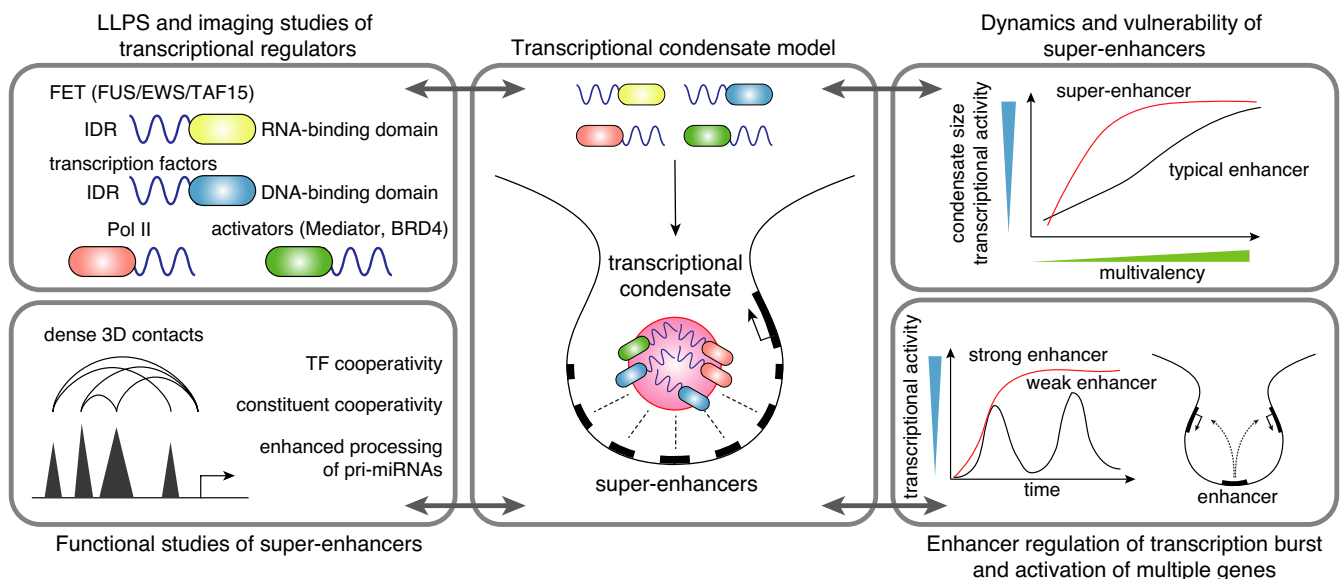 LLPS and imaging studies of
transcriptional regulators
FET (FUS/EWS/TAF15)
IDR
RNA-binding domain
transcription factors
IDR
DNA-binding domain
Pol II
activators (Mediator, BRD4)
dense 3D contacts
TF cooperativity
constituent cooperativity
enhanced processing
of pri-miRNAs
Functional studies of super-enhancers
Transcriptional condensate model
transcriptional
condensate
super-enhancers
Dynamics and vulnerability of
super-enhancers
condensate size
transcriptional activity
super-enhancer
typical enhancer
multivalency
transcriptional activity
strong enhancer
weak enhancer
time
enhancer
Enhancer regulation of transcription burst
and activation of multiple genes